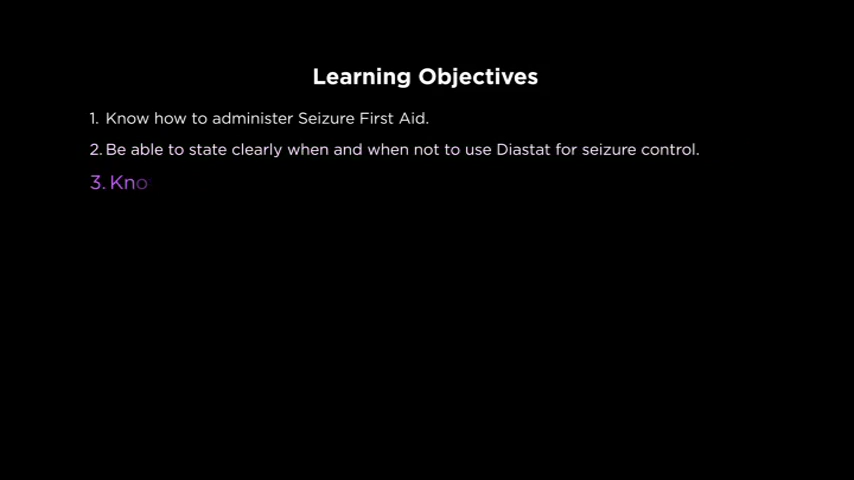 Learning Objectives
1. Know how to administer Seizure First Aid.
2. Be able to state clearly when and when not to use Diastat for seizure control.
3. Kno